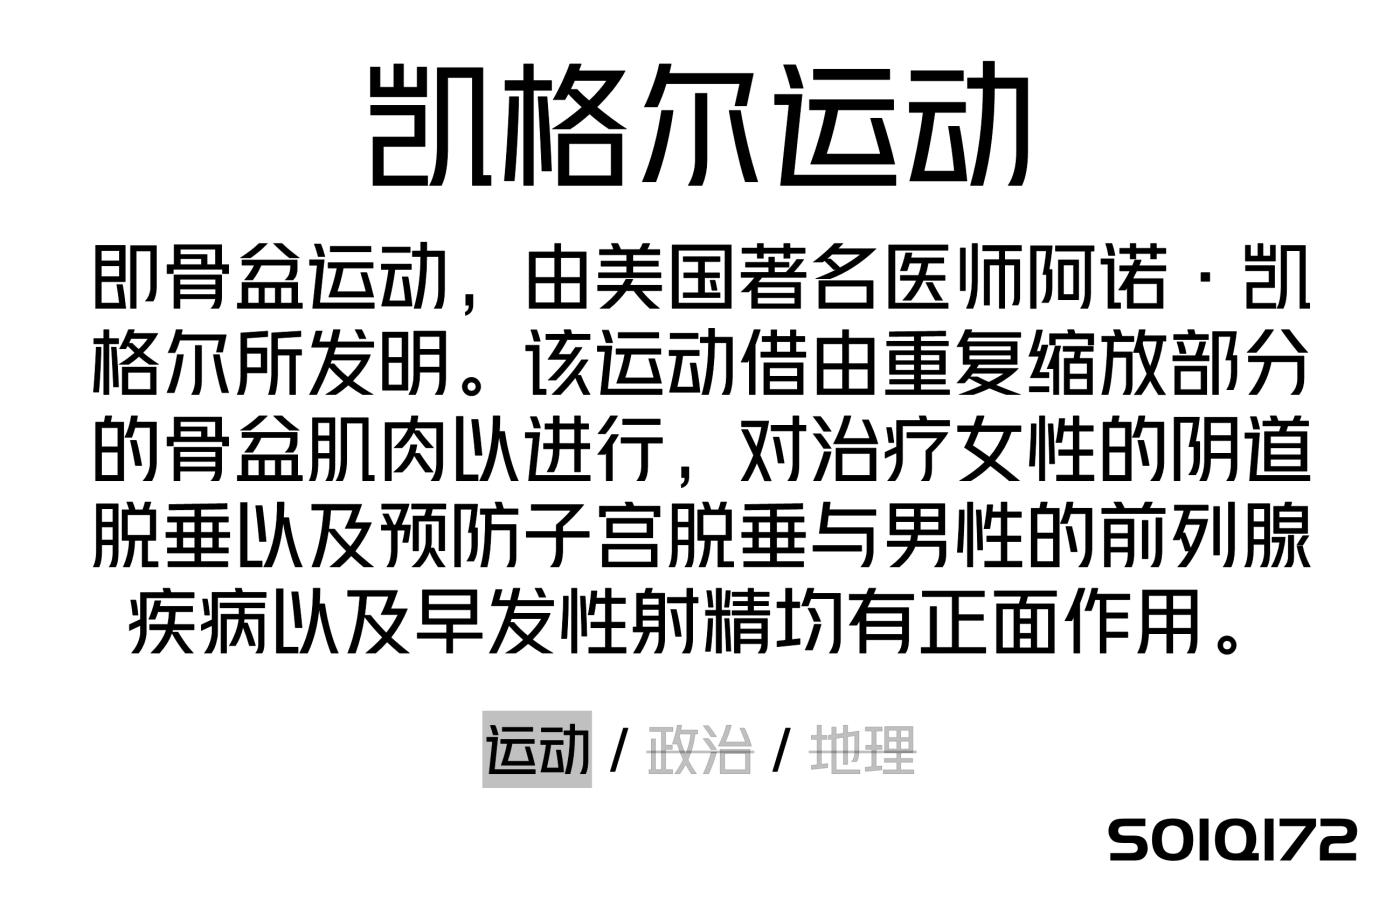 凯格尔运动
即骨盆运动，由美国著名医师阿诺·凯
格尔所发明。该运动借由重复缩放部分
的骨盆肌肉以进行，对治疗女性的阴道
脱垂以及预防子宫脱垂与男性的前列腺
疾病以及早发性射精均有正面作用。
运动 / 政治 / 地理
S01Q172